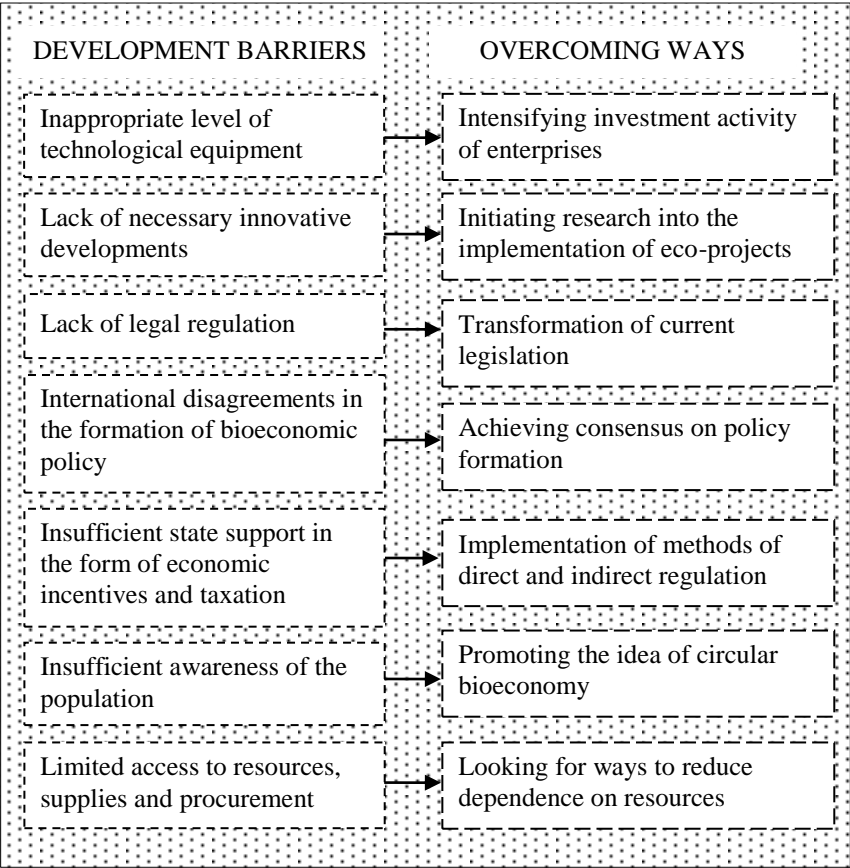 DEVELOPMENT BARRIERS
OVERCOMING WAYS
Inappropriate level of
technological equipment
Intensifying investment activity
of enterprises
Lack of necessary innovative
developments
Initiating research into the
implementation of eco-projects
Lack of legal regulation
Transformation of current
legislation
International disagreements in
the formation of bioeconomic
policy
Achieving consensus on policy
formation
Insufficient state support in
the form of economic
incentives and taxation
Implementation of methods of
direct and indirect regulation
Insufficient awareness of the
population
Promoting the idea of circular
bioeconomy
Limited access to resources,
supplies and procurement
Looking for ways to reduce
dependence on resources